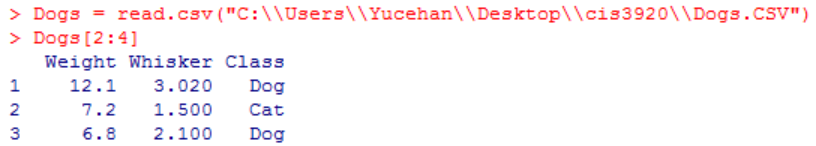 > Dogs = read.csv("C:\\Users\\Yucehan\\Desktop\\cis3920\\Dogs.CSV")
> Dogs[2:4]
Weight Whisker Class
1 12.1 3.020 Dog
2 7.2 1.500 Cat
3 6.8 2.100 Dog